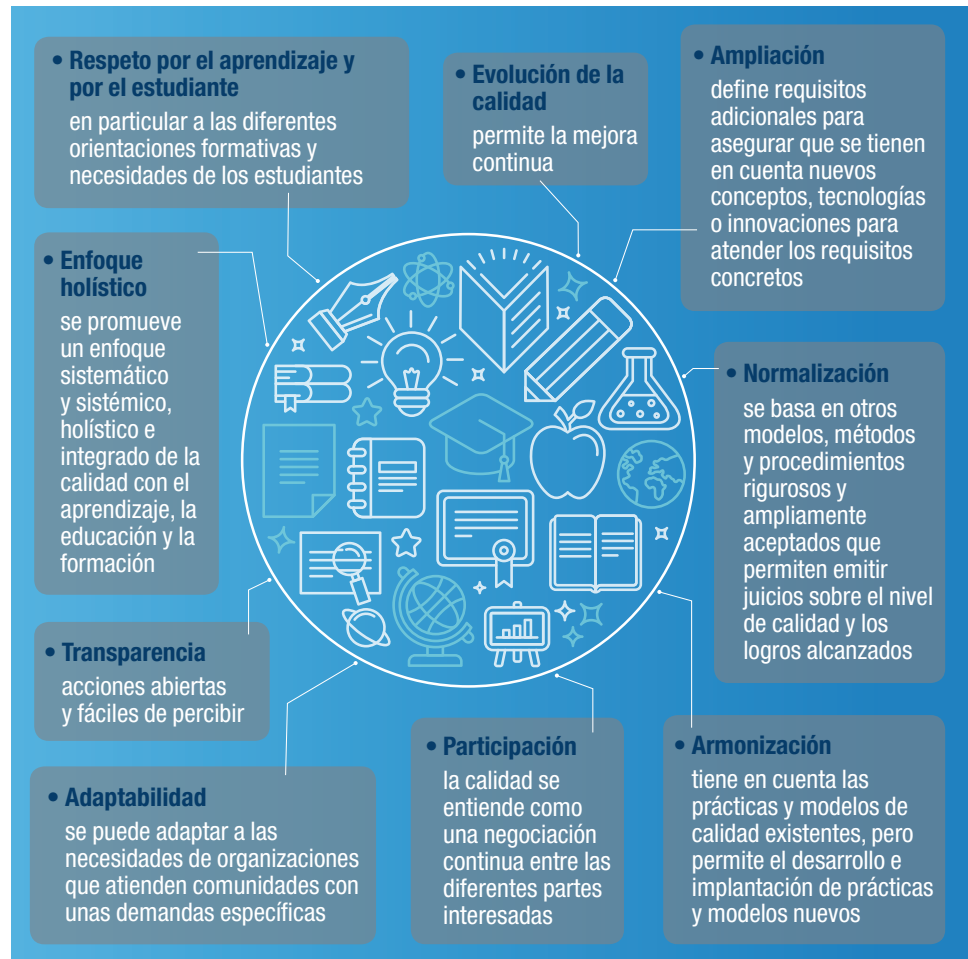 • Respeto por el aprendizaje y
por el estudiante
en particular a las diferentes
orientaciones formativas y
necesidades de los estudiantes
• Evolución de la
calidad
permite la mejora
continua
• Ampliación
define requisitos
adicionales para
asegurar que se tienen
en cuenta nuevos
conceptos, tecnologías
o innovaciones para
atender los requisitos
concretos
• Enfoque
holístico
se promueve
un enfoque
sistemático
y sistémico,
holístico e
integrado de la
calidad con el
aprendizaje, la
educación y la
formación
• Normalización
se basa en otros
modelos, métodos
y procedimientos
rigurosos y
ampliamente
aceptados que
permiten emitir
juicios sobre el nivel
de calidad y los
logros alcanzados
• Transparencia
acciones abiertas
y fáciles de percibir
• Adaptabilidad
se puede adaptar a las
necesidades de organizaciones
que atienden comunidades con
unas demandas específicas
• Participación
la calidad se
entiende como
una negociación
continua entre las
diferentes partes
interesadas
• Armonización
tiene en cuenta las
prácticas y modelos de
calidad existentes, pero
permite el desarrollo e
implantación de prácticas
y modelos nuevos